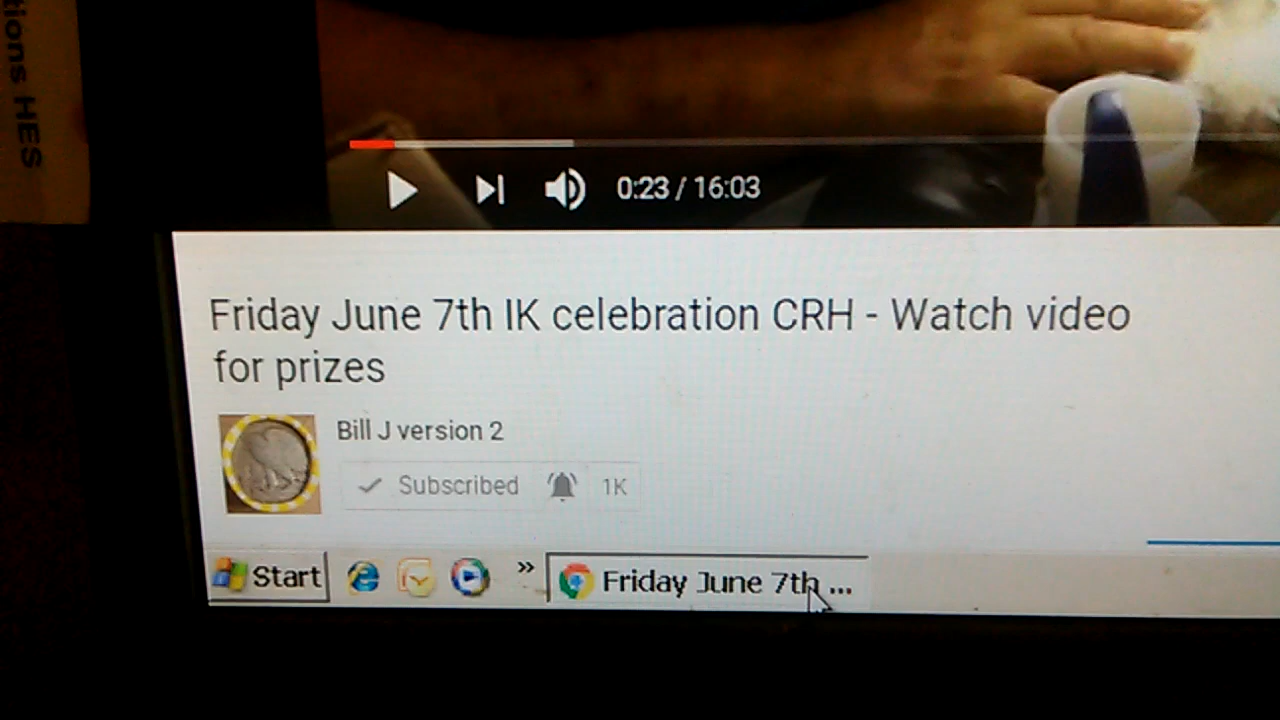 tions HES
0:23 / 16:03
Friday June 7th IK celebration CRH - Watch video
for prizes
Bill J version 2
Subscribed 1K
Start » Friday June 7th ...